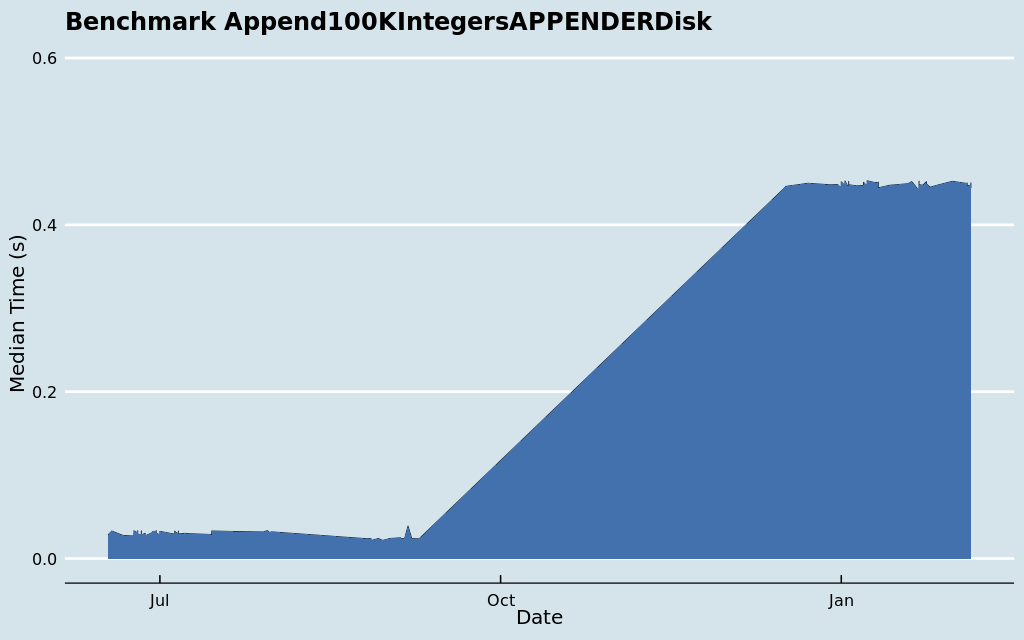 Benchmark Append100KIntegersAPPENDERDisk
0.6
0.4
0.2
0.0
Median Time (s)
Jul
Oct
Jan
Date